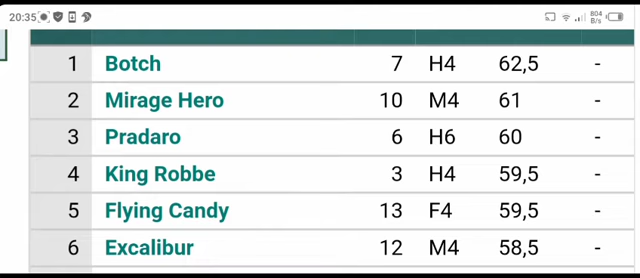 20:35 804 B/s
1 Botch 7 H4 62,5 -
2 Mirage Hero 10 M4 61 -
3 Pradaro 6 H6 60 -
4 King Robbe 3 H4 59,5 -
5 Flying Candy 13 F4 59,5 -
6 Excalibur 12 M4 58,5 -